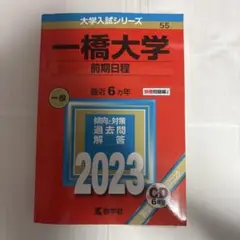 大学入試シリーズ
55
一橋大学
前期日程
最近6カ年
一般
傾向と対策
過去問
解答
2023
CD
教学社